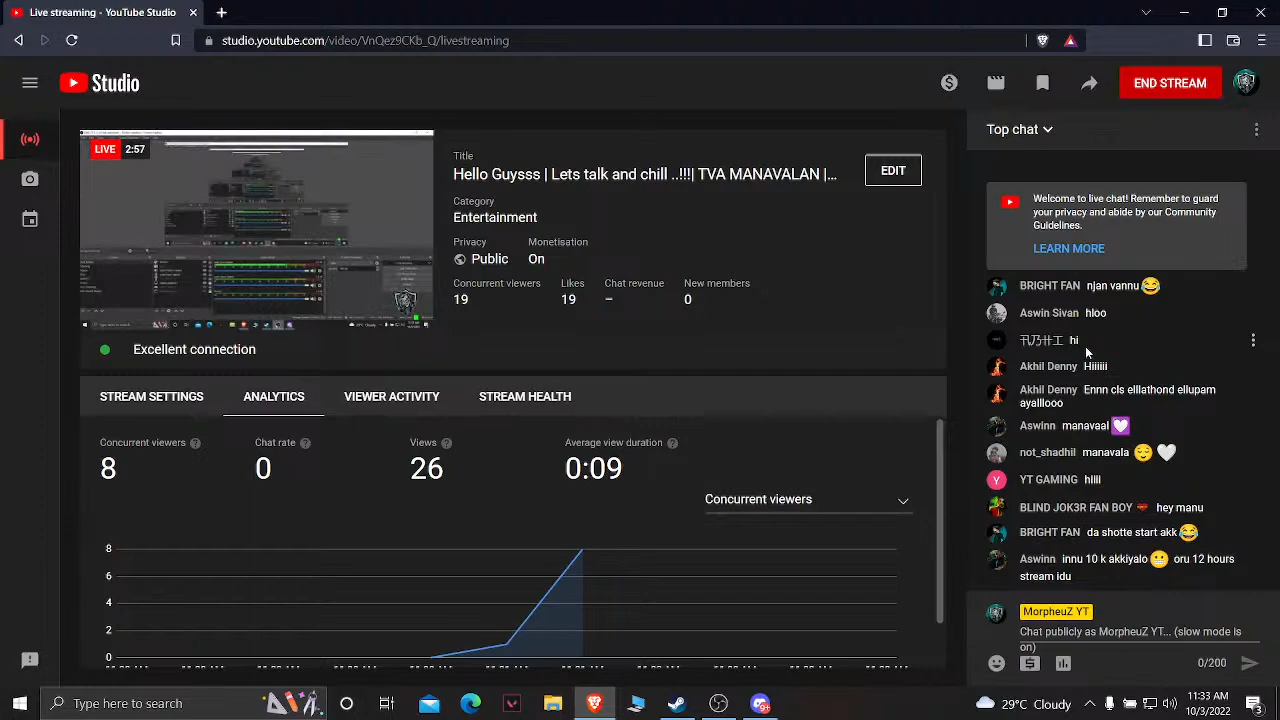 Live streaming - YouTube Studio
studio.youtube.com/video/VnQez9CKb_Q/livestreaming
Studio
END STREAM
Top chat
LIVE 2:57
Title
Hello Guysss | Lets talk and chill ..!!!| TVA MANAVALAN |...
EDIT
Category
Entertainment
Privacy
Monetisation
Public
On
Likes
New members
19
–
0
Excellent connection
STREAM SETTINGS
ANALYTICS
VIEWER ACTIVITY
STREAM HEALTH
Concurrent viewers
Chat rate
Views
Average view duration
8
0
26
0:09
Concurrent viewers
8
6
4
2
0
Welcome to live chat! Remember to guard
your privacy and abide by our Community
Guidelines.
LEARN MORE
BRIGHT FAN njan vannu 😂
Aswin Sivan hloo
hi
Akhil Denny Hiiiiii
Akhil Denny Ennn cls elllathond ellupam
ayalllooo
Aswinn manavaal 💜
not_shadhil manavala 😌 🤍
YT GAMING hiiii
BLIND JOK3R FAN BOY hey manu
BRIGHT FAN da shotte start akk 😂
Aswinn innu 10 k akkiyalo 😬 oru 12 hours
stream idu
MorpheuZ YT
Chat publicly as MorpheuZ YT... (slow mode is
on)
0/200
Type here to search
29°C Cloudy
11:33 AM
10/3/2022